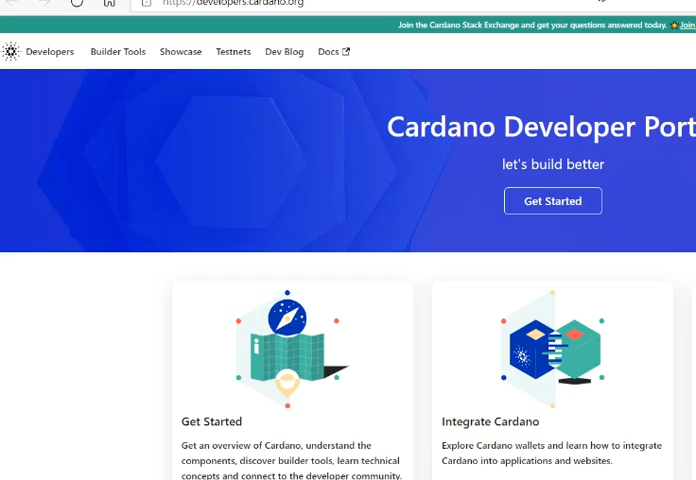 https://developers.cardano.org
Join the Cardano Stack Exchange and get your questions answered today. ⭐ Join
Developers Builder Tools Showcase Testnets Dev Blog Docs
Cardano Developer Port
let's build better
Get Started
Get Started
Get an overview of Cardano, understand the
components, discover builder tools, learn technical
concepts and connect to the developer community.
Integrate Cardano
Explore Cardano wallets and learn how to integrate
Cardano into applications and websites.